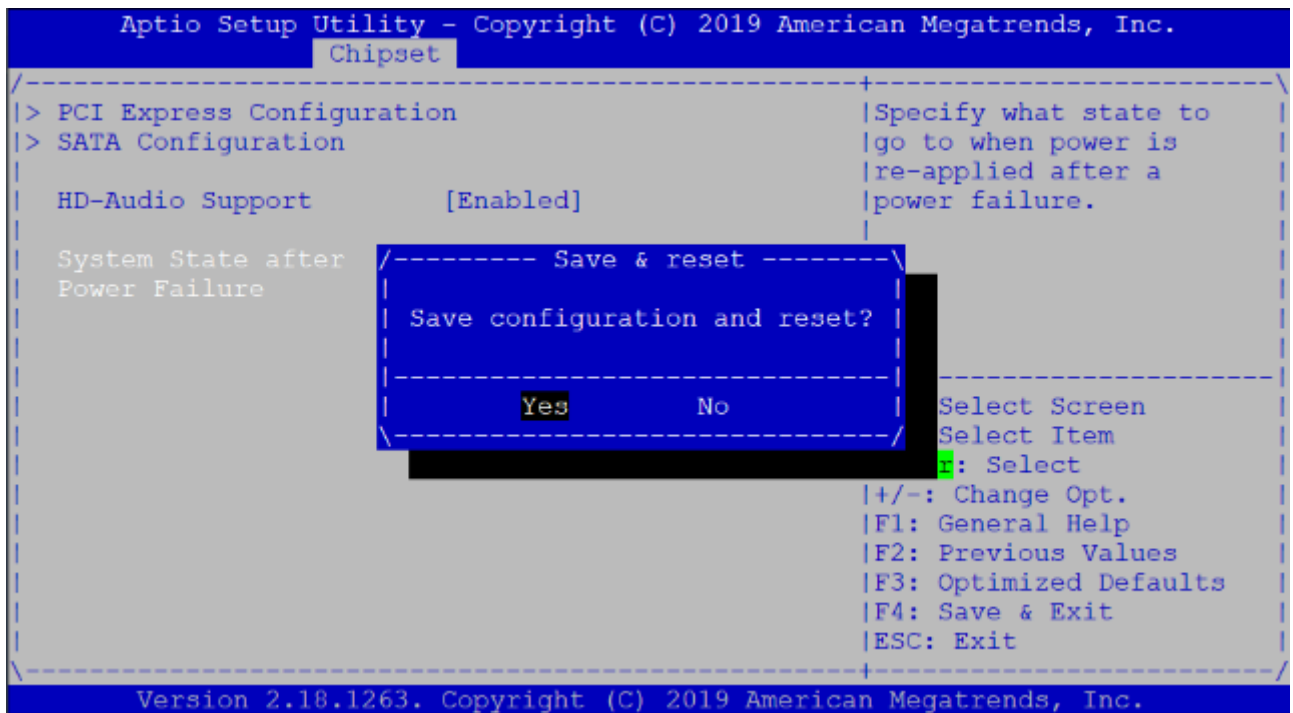 Aptio Setup Utility - Copyright (C) 2019 American Megatrends, Inc.
Chipset
> PCI Express Configuration
> SATA Configuration
HD-Audio Support [Enabled]
System State after
Power Failure
Specify what state to
go to when power is
re-applied after a
power failure.
Save & reset
Save configuration and reset?
Yes No
Select Screen
Select Item
r: Select
+/-: Change Opt.
F1: General Help
F2: Previous Values
F3: Optimized Defaults
F4: Save & Exit
ESC: Exit
Version 2.18.1263. Copyright (C) 2019 American Megatrends, Inc.